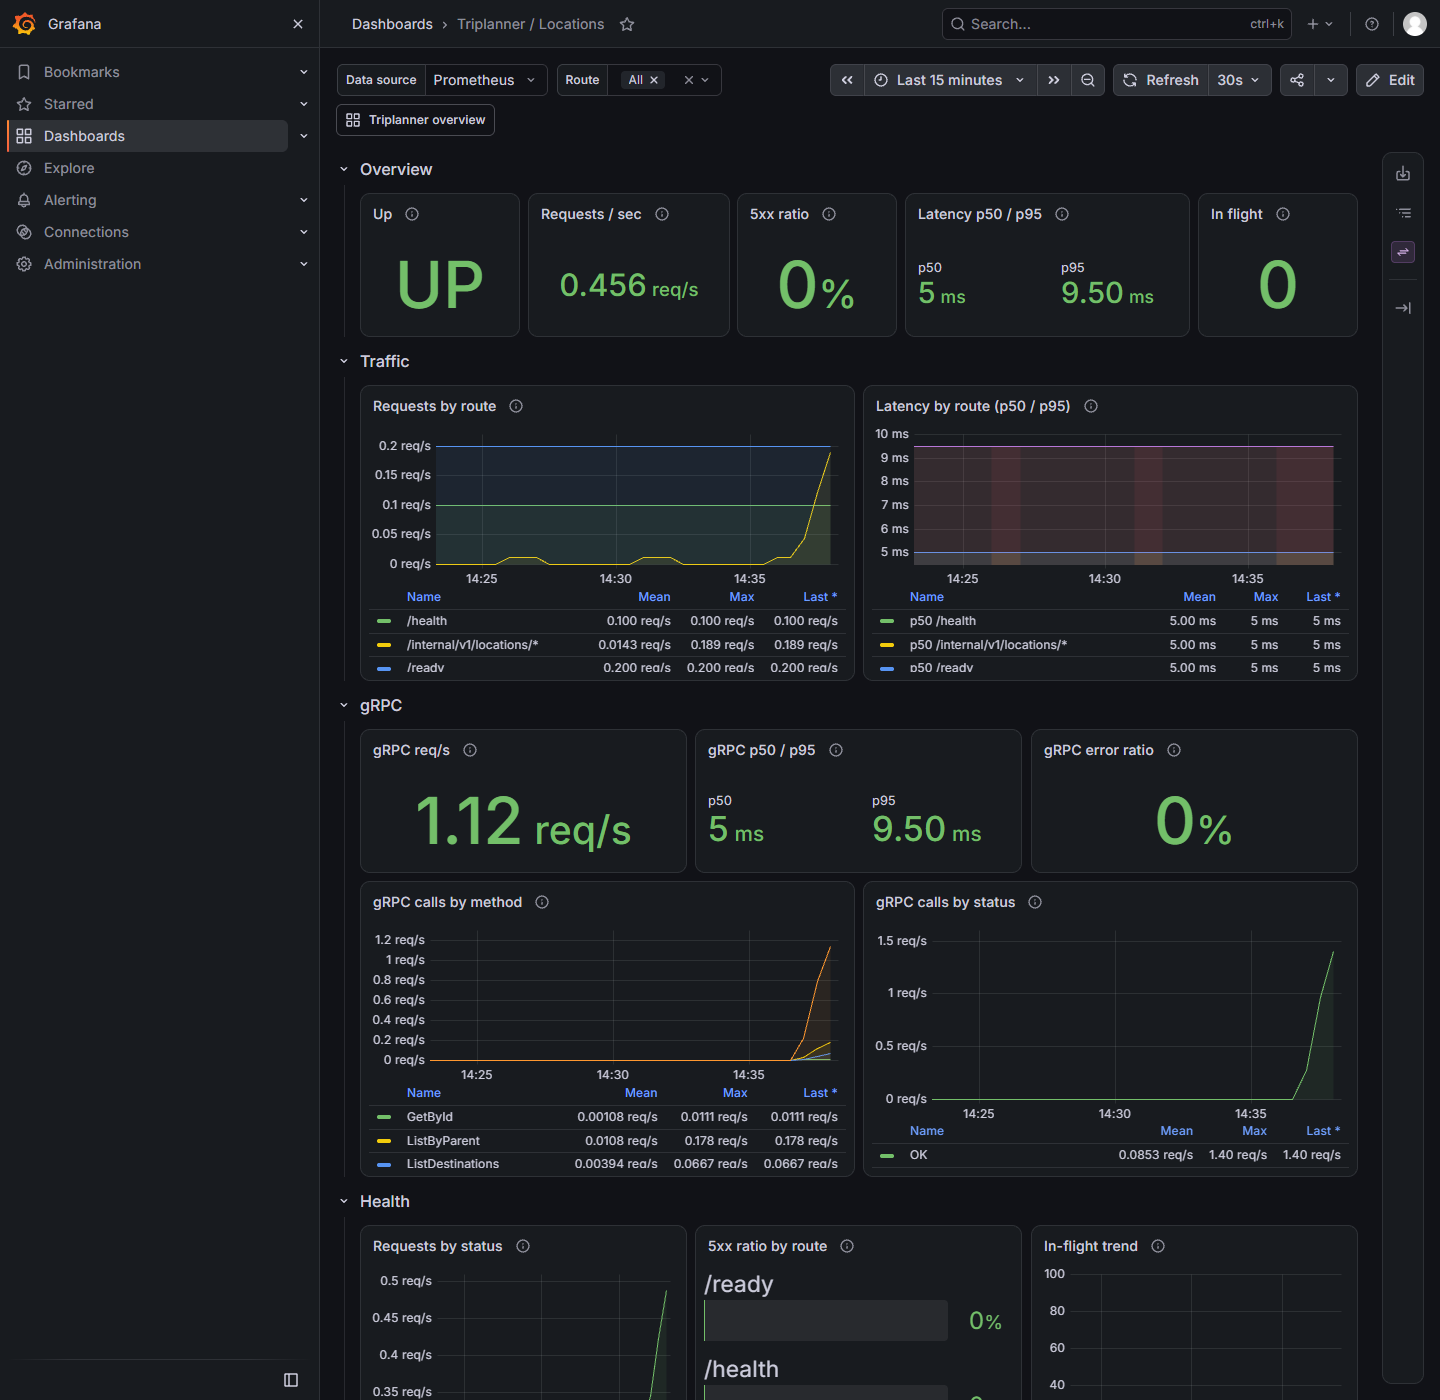 Grafana
Dashboards › Triplanner / Locations
Search...
ctrl+k
Bookmarks
Starred
Dashboards
Explore
Alerting
Connections
Administration
Data source
Prometheus
Route
All
Last 15 minutes
Refresh
30s
Edit
Triplanner overview
Overview
Up
UP
Requests / sec
0.456 req/s
5xx ratio
0%
Latency p50 / p95
p50
5 ms
p95
9.50 ms
In flight
0
Traffic
Requests by route
0.2 req/s
0.15 req/s
0.1 req/s
0.05 req/s
0 req/s
14:25 14:30 14:35
Name Mean Max Last *
/health 0.100 req/s 0.100 req/s 0.100 req/s
/internal/v1/locations/* 0.0143 req/s 0.189 req/s 0.189 req/s
/ready 0.200 req/s 0.200 req/s 0.200 req/s
Latency by route (p50 / p95)
10 ms
9 ms
8 ms
7 ms
6 ms
5 ms
14:25 14:30 14:35
Name Mean Max Last *
p50 /health 5.00 ms 5 ms 5 ms
p50 /internal/v1/locations/* 5.00 ms 5 ms 5 ms
p50 /ready 5.00 ms 5 ms 5 ms
gRPC
gRPC req/s
1.12 req/s
gRPC p50 / p95
p50
5 ms
p95
9.50 ms
gRPC error ratio
0%
gRPC calls by method
1.2 req/s
1 req/s
0.8 req/s
0.6 req/s
0.4 req/s
0.2 req/s
0 req/s
14:25 14:30 14:35
Name Mean Max Last *
GetById 0.00108 req/s 0.0111 req/s 0.0111 req/s
ListByParent 0.0108 req/s 0.178 req/s 0.178 req/s
ListDestinations 0.00394 req/s 0.0667 req/s 0.0667 req/s
gRPC calls by status
1.5 req/s
1 req/s
0.5 req/s
0 req/s
14:25 14:30 14:35
Name Mean Max Last *
OK 0.0853 req/s 1.40 req/s 1.40 req/s
Health
Requests by status
0.5 req/s
0.45 req/s
0.4 req/s
0.35 req/s
5xx ratio by route
/ready
0%
/health
In-flight trend
100
80
60
40